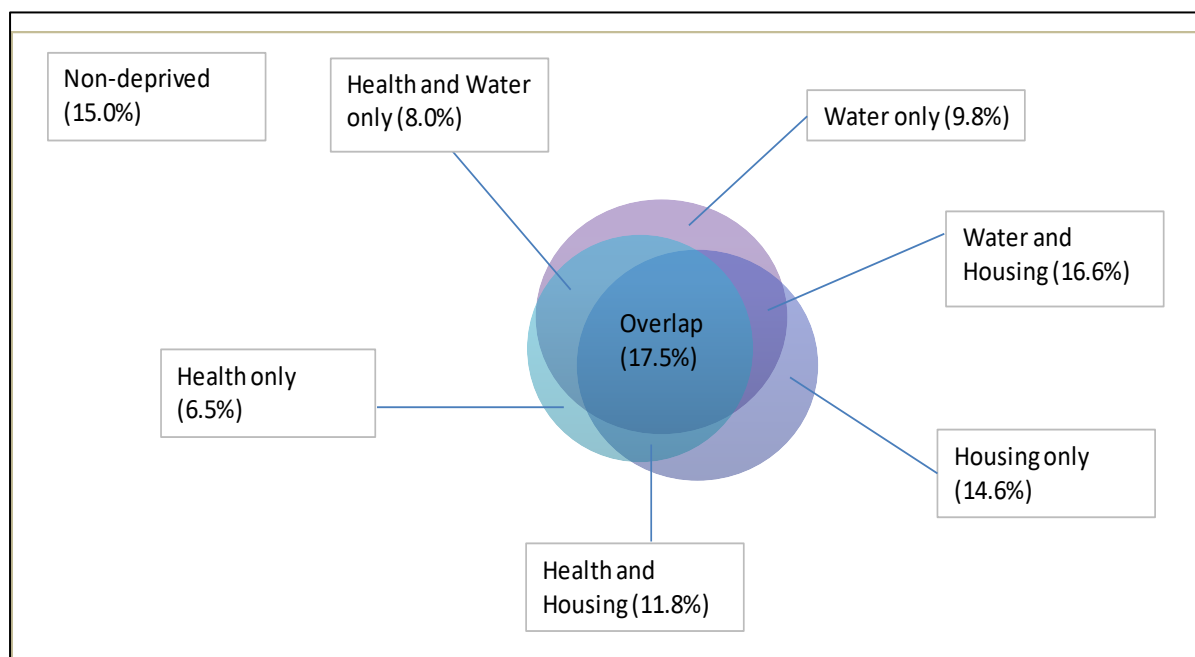 Non-deprived
(15.0%)
Health and Water
only (8.0%)
Water only (9.8%)
Water and
Housing (16.6%)
Overlap
(17.5%)
Health only
(6.5%)
Housing only
(14.6%)
Health and
Housing (11.8%)